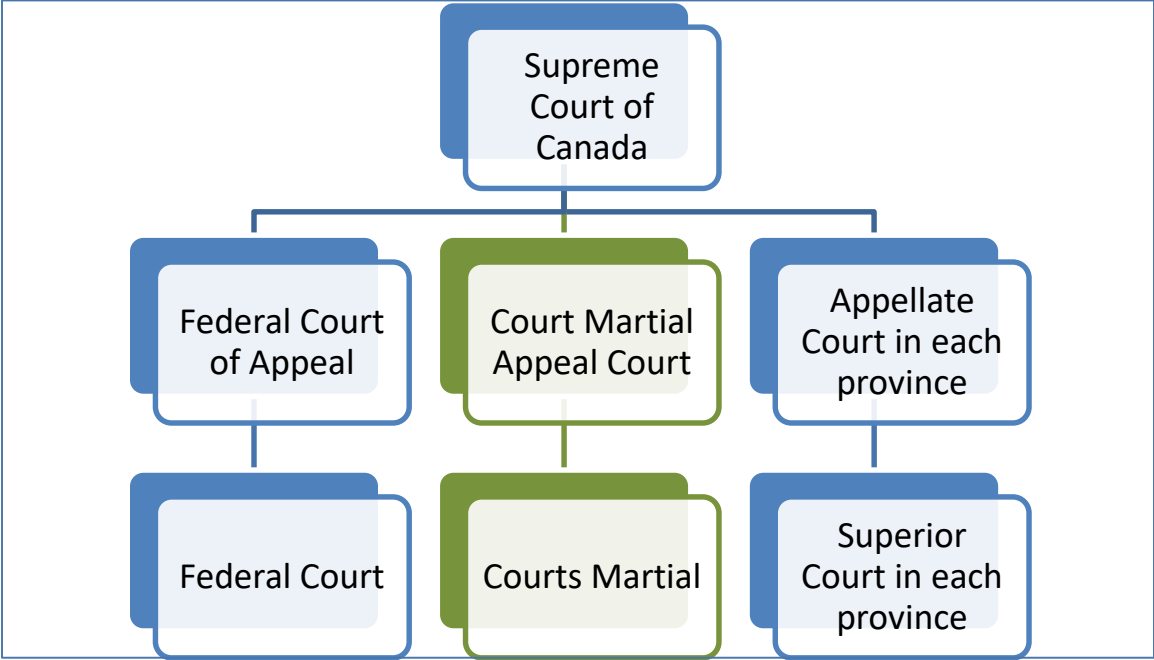 Supreme
Court of
Canada
Federal Court
of Appeal
Court Martial
Appeal Court
Appellate
Court in each
province
Federal Court
Courts Martial
Superior
Court in each
province